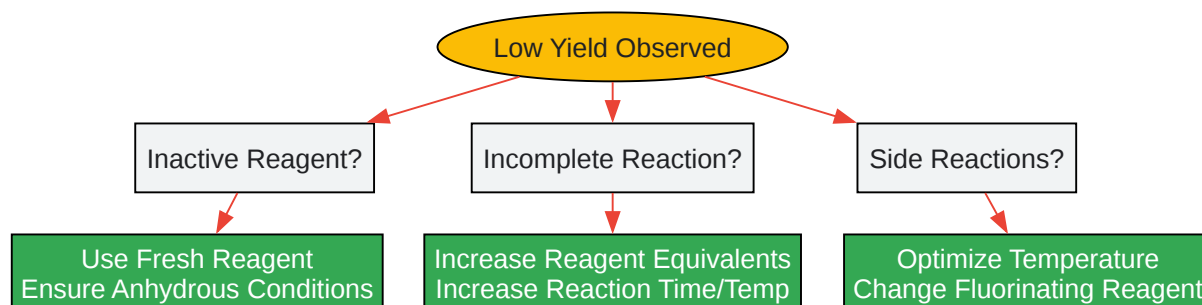 Low Yield Observed
Inactive Reagent?
Incomplete Reaction?
Side Reactions?
Use Fresh Reagent
Ensure Anhydrous Conditions
Increase Reagent Equivalents
Increase Reaction Time/Temp
Optimize Temperature
Change Fluorinating Reagent